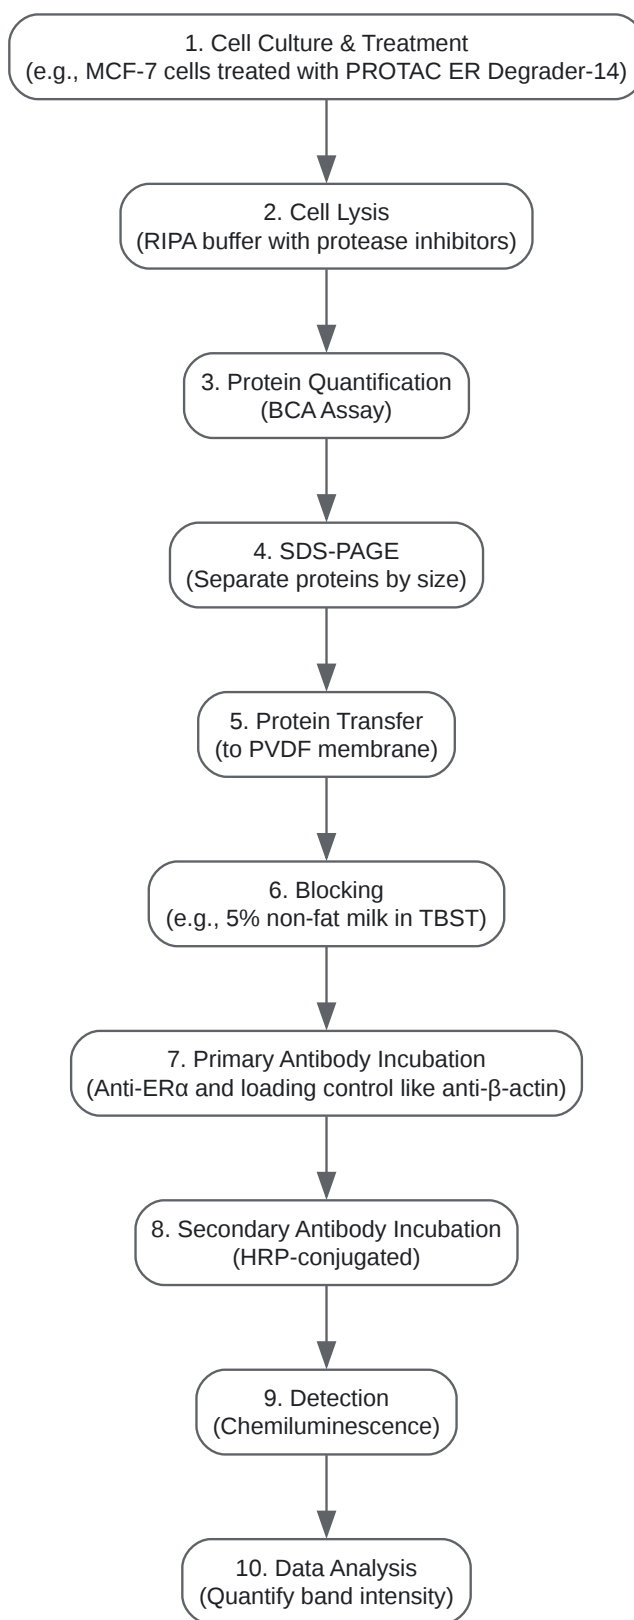 1. Cell Culture & Treatment
(e.g., MCF-7 cells treated with PROTAC ER Degrader-14)
2. Cell Lysis
(RIPA buffer with protease inhibitors)
3. Protein Quantification
(BCA Assay)
4. SDS-PAGE
(Separate proteins by size)
5. Protein Transfer
(to PVDF membrane)
6. Blocking
(e.g., 5% non-fat milk in TBST)
7. Primary Antibody Incubation
(Anti-ERα and loading control like anti-β-actin)
8. Secondary Antibody Incubation
(HRP-conjugated)
9. Detection
(Chemiluminescence)
10. Data Analysis
(Quantify band intensity)